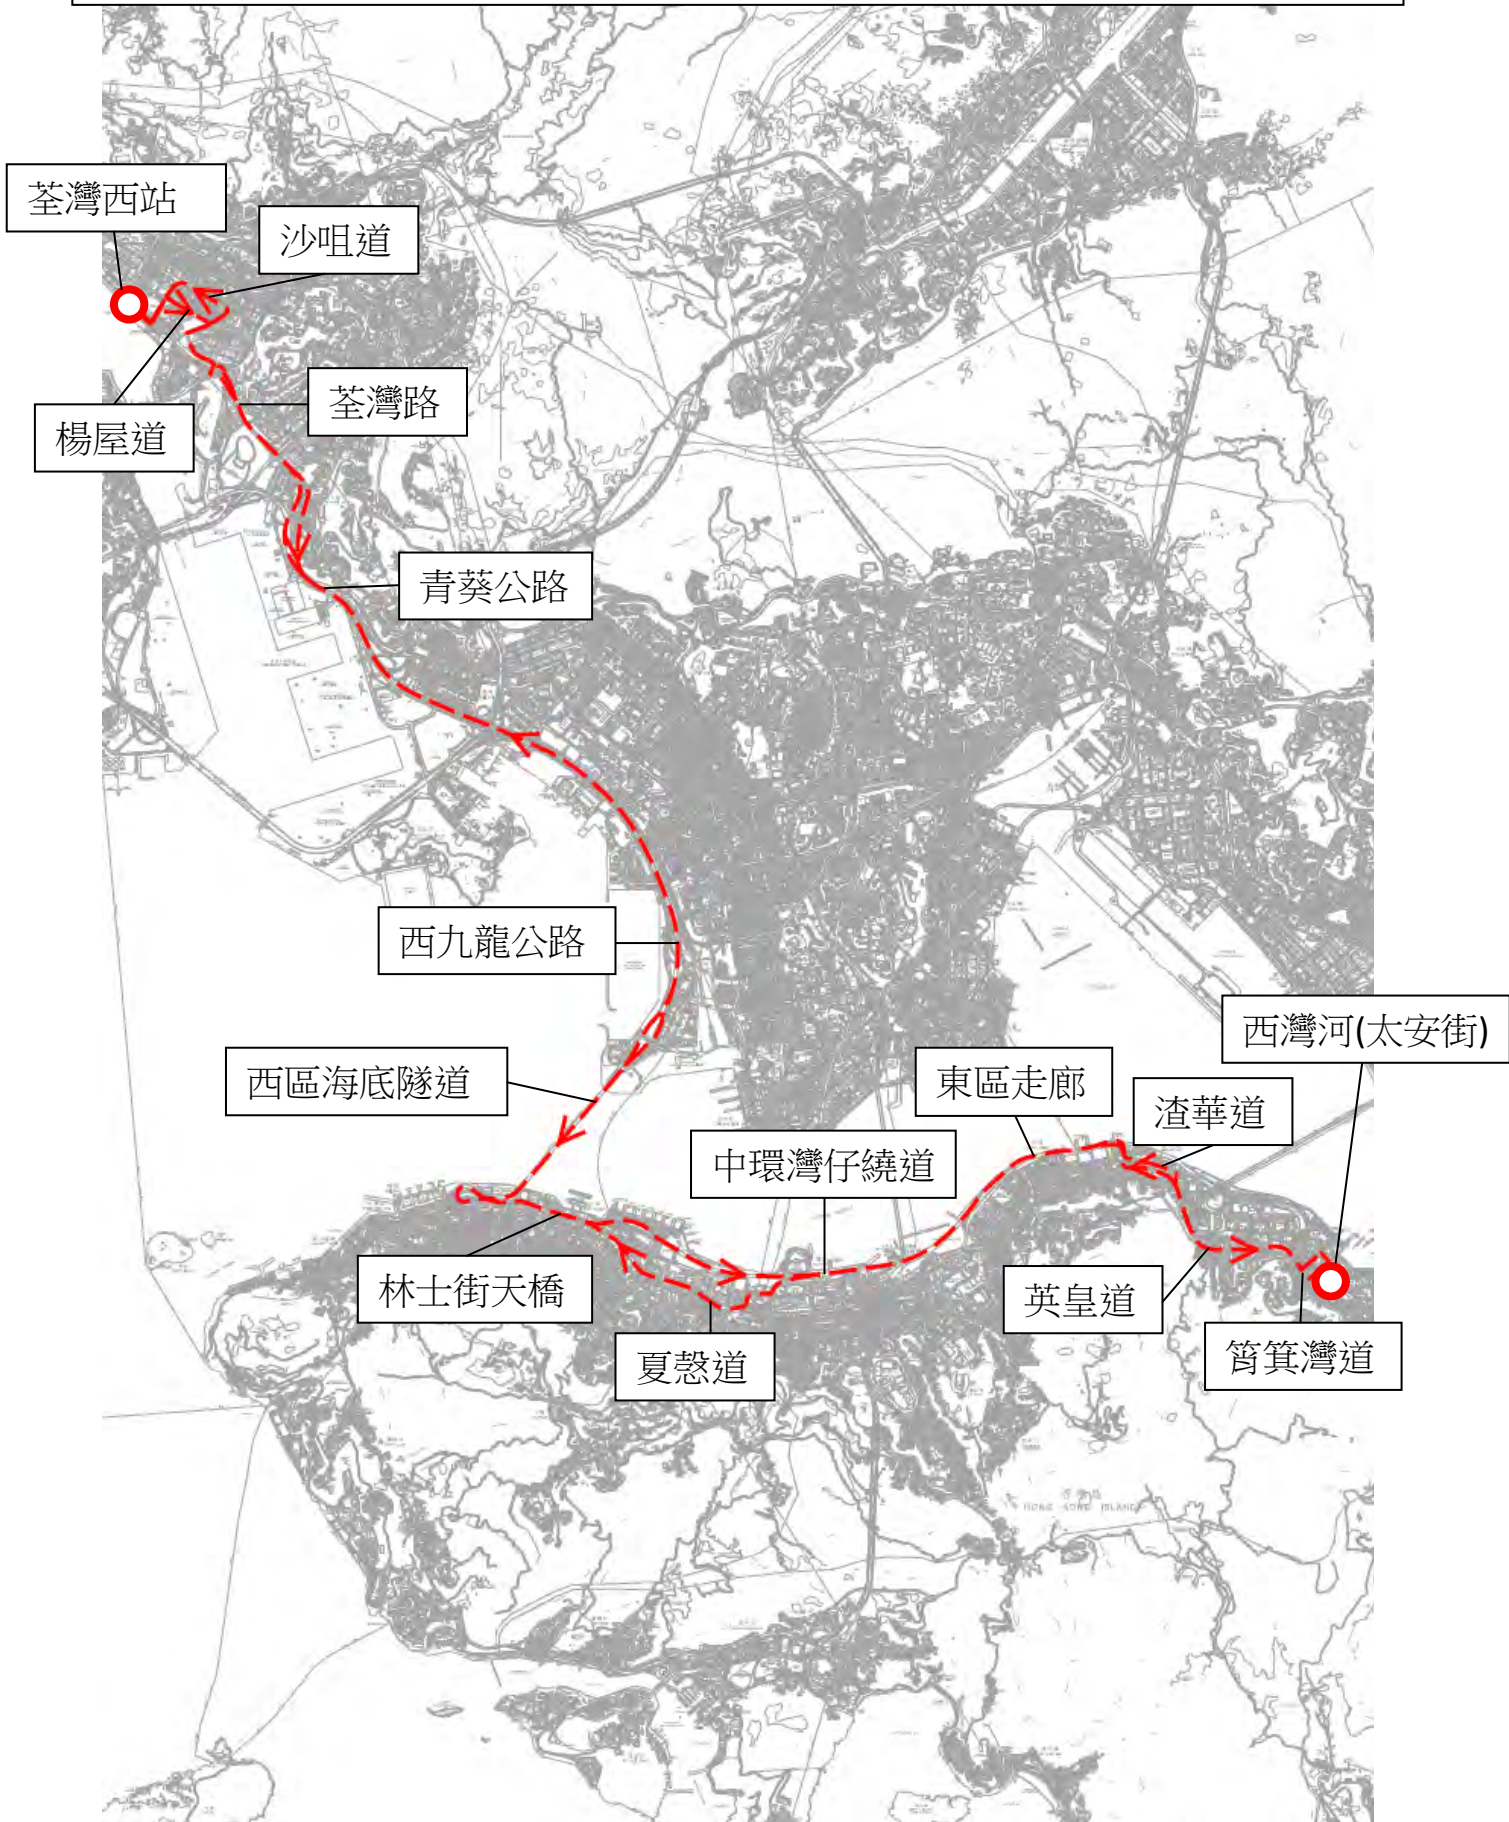 荃灣西站
沙咀道
荃灣路
楊屋道
青葵公路
西九龍公路
西灣河(太安街)
西區海底隧道
東區走廊
渣華道
中環灣仔繞道
林士街天橋
英皇道
夏慤道
筲箕灣道
HONG KONG ISLAND